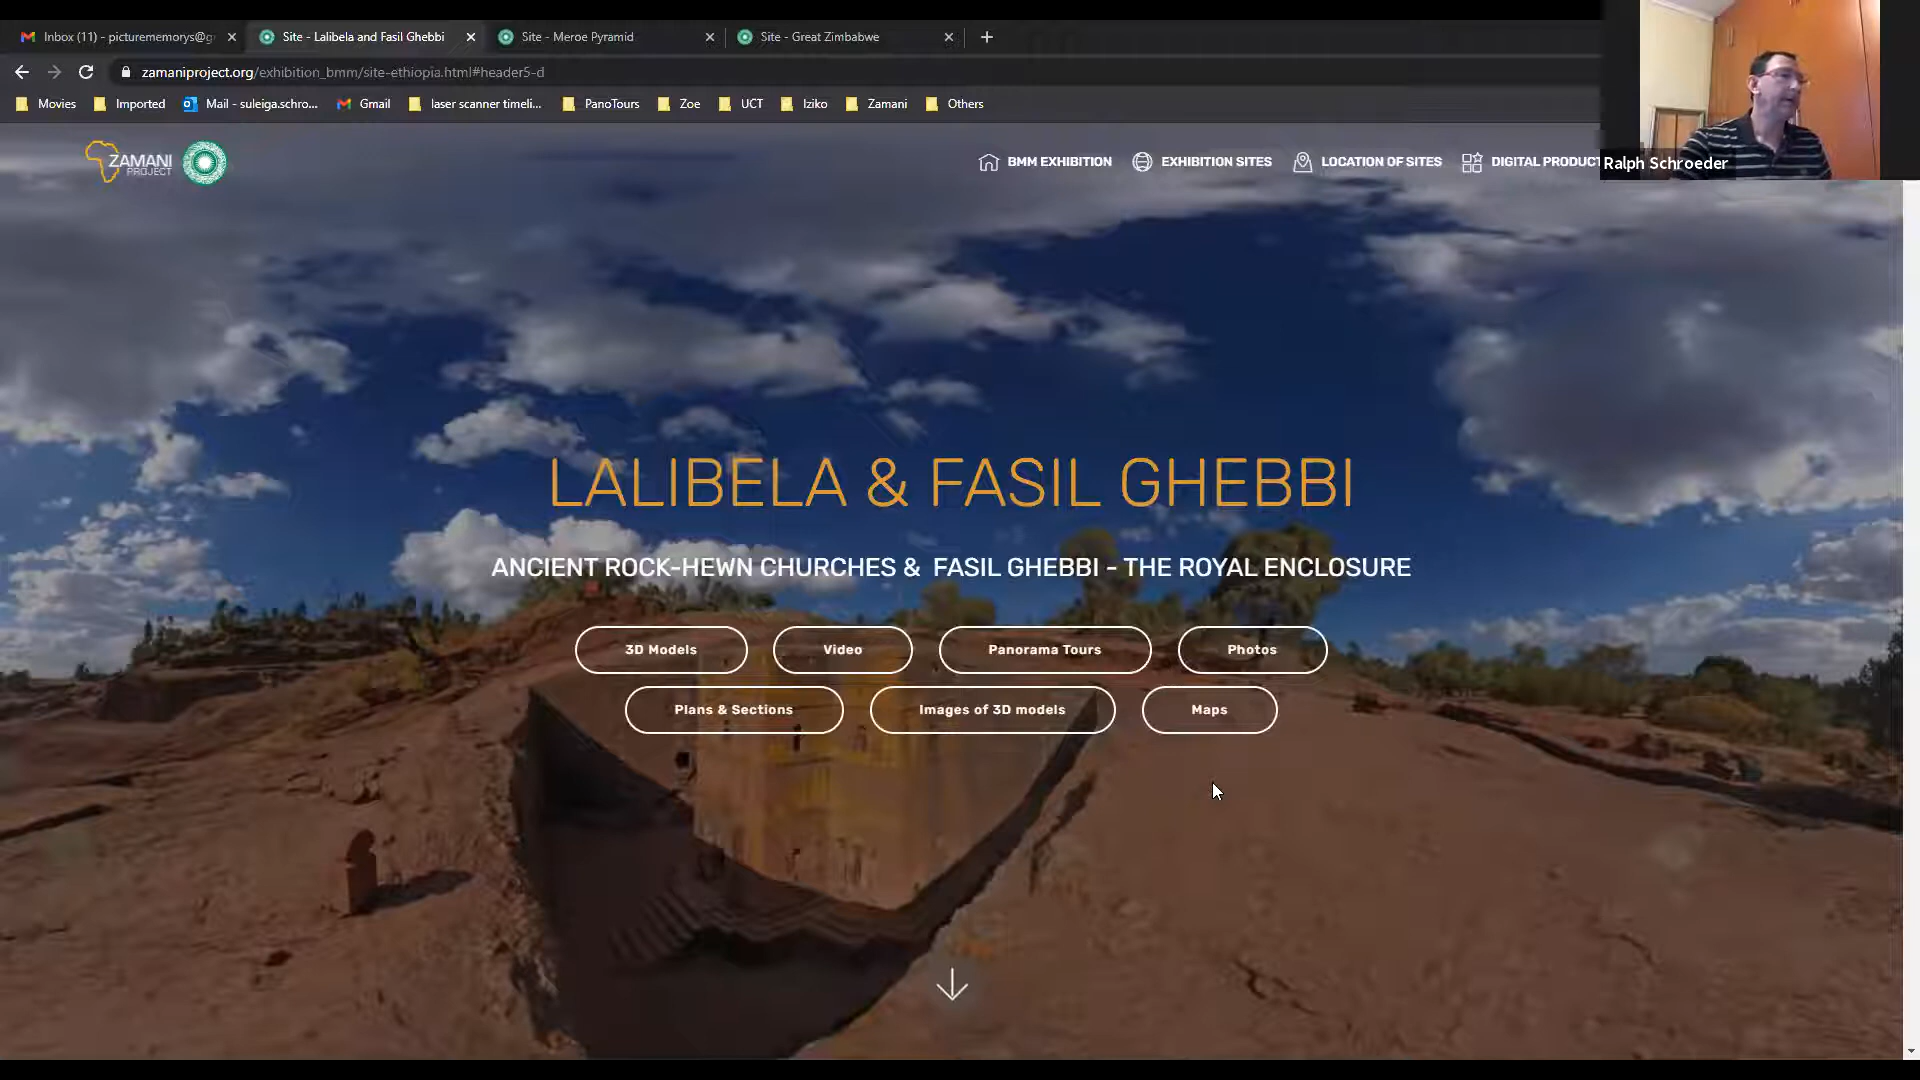 Inbox (11) - picturememorys@g
Site - Lalibela and Fasil Ghebbi
Site - Meroe Pyramid
Site - Great Zimbabwe
zamaniproject.org/exhibition_bmm/site-ethiopia.html#header5-d
Movies
Imported
Mail - suleiga.schro...
Gmail
laser scanner timeli...
PanoTours
Zoe
UCT
Iziko
Zamani
Others
ZAMANI
PROJECT
BMM EXHIBITION
EXHIBITION SITES
LOCATION OF SITES
DIGITAL PRODUCT
Ralph Schroeder
LALIBELA & FASIL GHEBBI
ANCIENT ROCK-HEWN CHURCHES & FASIL GHEBBI - THE ROYAL ENCLOSURE
3D Models
Video
Panorama Tours
Photos
Plans & Sections
Images of 3D models
Maps